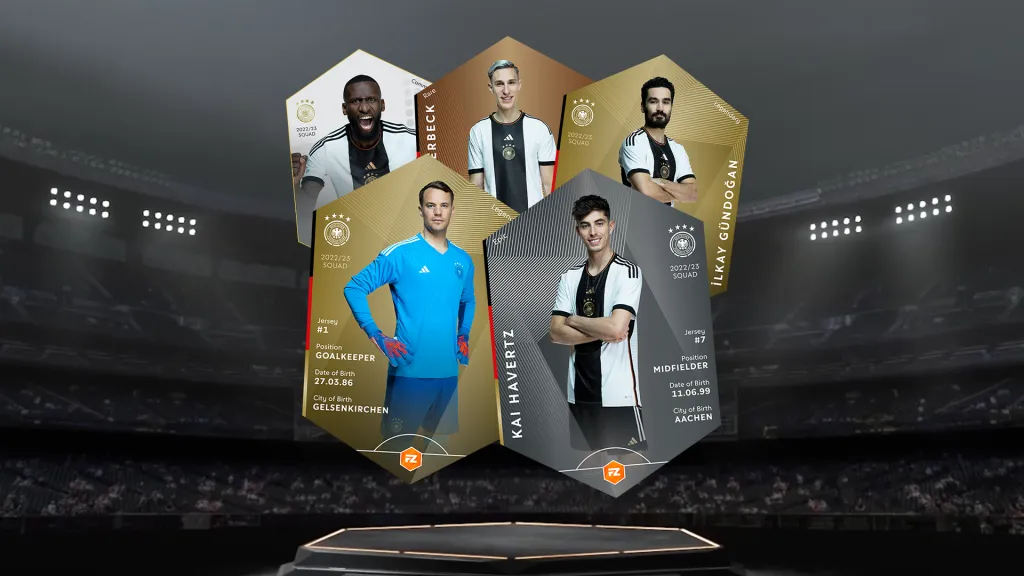 2022/23
SQUAD
Rare
ERBECK
2022/23
SQUAD
Legendary
İLKAY GÜNDOĞAN
2022/23
SQUAD
Jersey
#1
Position
GOALKEEPER
Date of Birth
27.03.86
City of Birth
GELSENKIRCHEN
FZ
KAI HAVERTZ
2022/23
SQUAD
Jersey
#7
Position
MIDFIELDER
Date of Birth
11.06.99
City of Birth
AACHEN
FZ